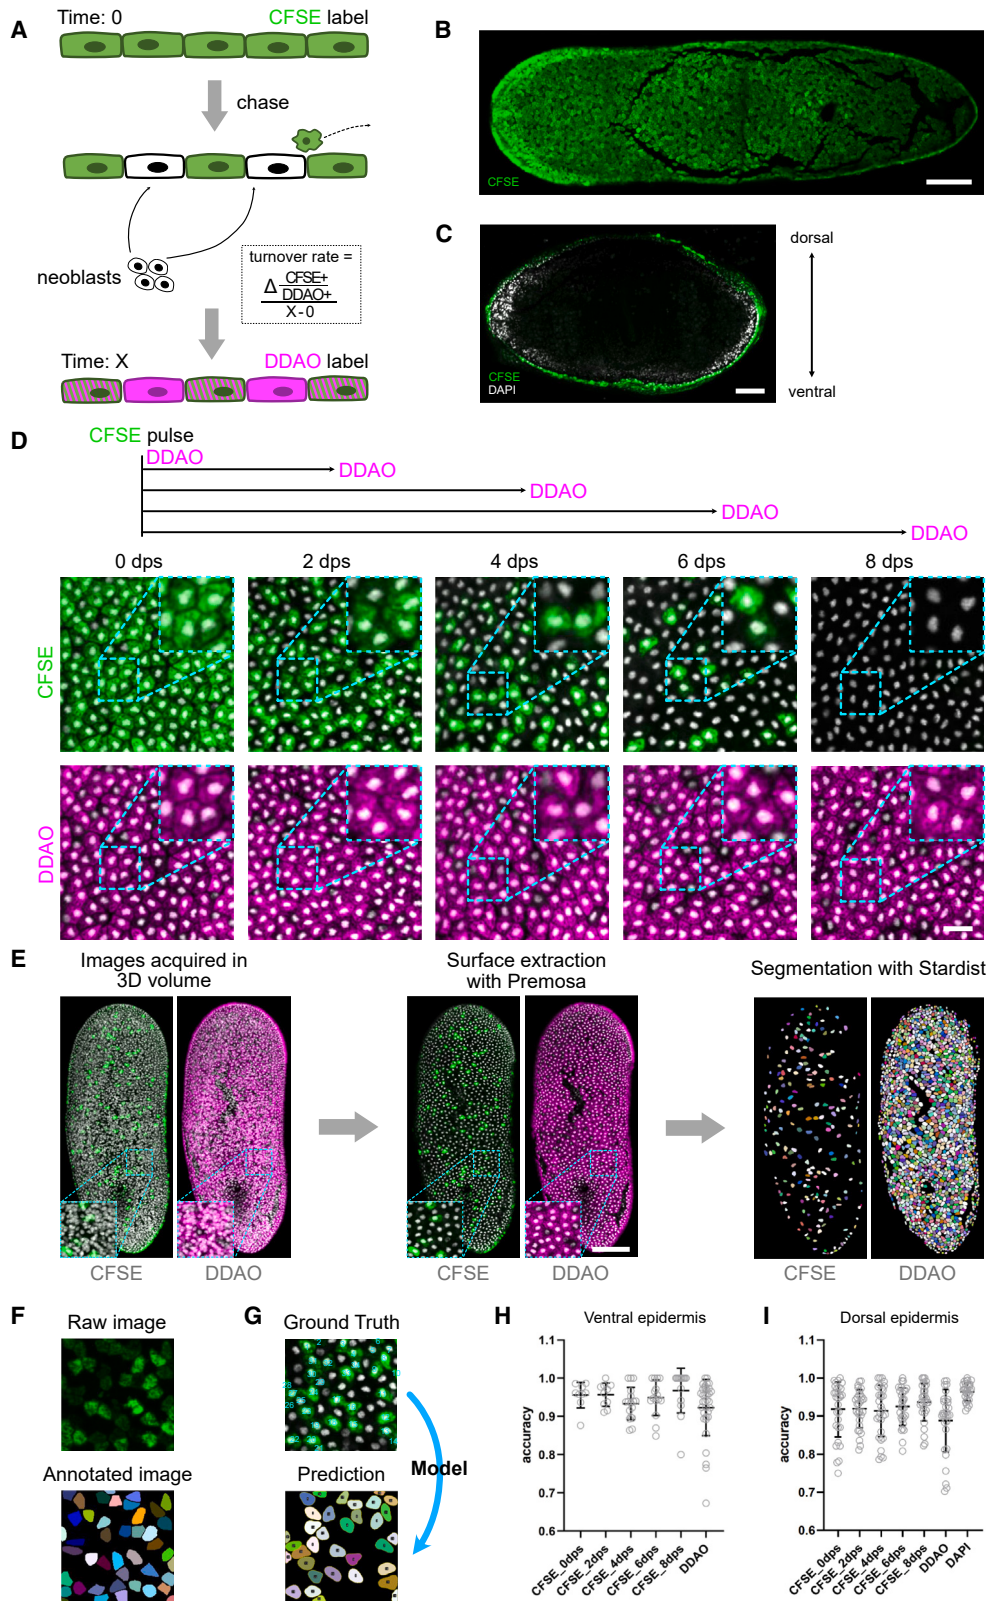 A
Time: 0
CFSE label
chase
neoblasts
turnover rate =
Δ CFSE+
DDAO+
X - 0
Time: X
DDAO label
B
CFSE
C
CFSE
DAPI
dorsal
ventral
D
CFSE pulse
DDAO
DDAO
DDAO
DDAO
DDAO
0 dps
2 dps
4 dps
6 dps
8 dps
CFSE
DDAO
E
Images acquired in
3D volume
Surface extraction
with Premosa
Segmentation with Stardist
CFSE
DDAO
CFSE
DDAO
CFSE
DDAO
F
Raw image
Annotated image
G
Ground Truth
Prediction
Model
H
Ventral epidermis
accuracy
1.1
1.0
0.9
0.8
0.7
0.6
CFSE_0dps
CFSE_2dps
CFSE_4dps
CFSE_6dps
CFSE_8dps
DDAO
I
Dorsal epidermis
accuracy
1.1
1.0
0.9
0.8
0.7
0.6
CFSE_0dps
CFSE_2dps
CFSE_4dps
CFSE_6dps
CFSE_8dps
DDAO
DAPI